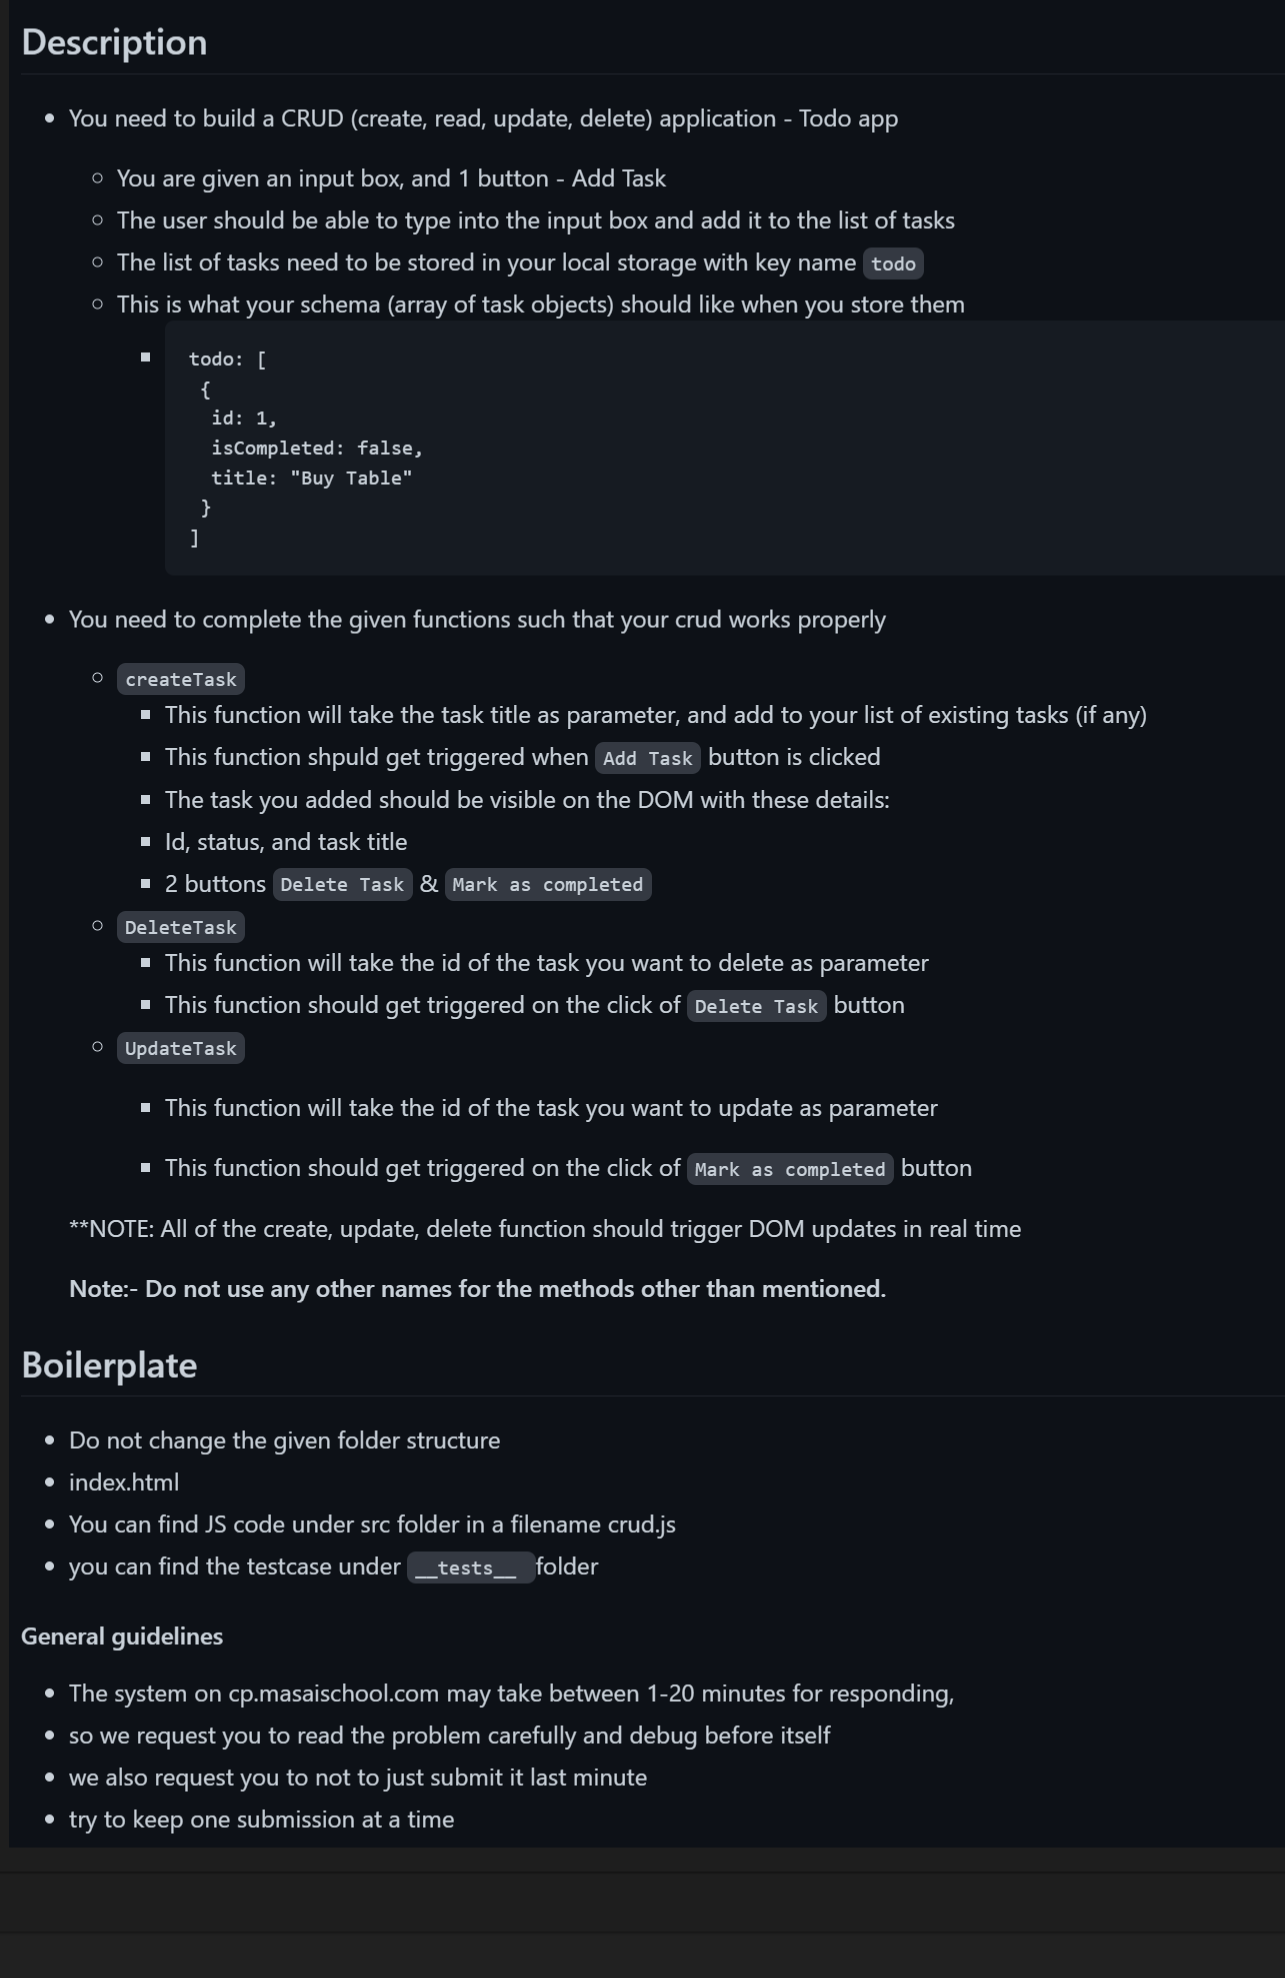 Description
You need to build a CRUD (create, read, update, delete) application - Todo app
You are given an input box, and 1 button - Add Task
The user should be able to type into the input box and add it to the list of tasks
The list of tasks need to be stored in your local storage with key name todo
This is what your schema (array of task objects) should like when you store them
todo: [
{
id: 1,
isCompleted: false,
title: "Buy Table"
}
]
You need to complete the given functions such that your crud works properly
createTask
This function will take the task title as parameter, and add to your list of existing tasks (if any)
This function shpuld get triggered when Add Task button is clicked
The task you added should be visible on the DOM with these details:
Id, status, and task title
2 buttons Delete Task & Mark as completed
DeleteTask
This function will take the id of the task you want to delete as parameter
This function should get triggered on the click of Delete Task button
UpdateTask
This function will take the id of the task you want to update as parameter
This function should get triggered on the click of Mark as completed button
**NOTE: All of the create, update, delete function should trigger DOM updates in real time
Note:- Do not use any other names for the methods other than mentioned.
Boilerplate
Do not change the given folder structure
index.html
You can find JS code under src folder in a filename crud.js
you can find the testcase under __tests__ folder
General guidelines
The system on cp.masaischool.com may take between 1-20 minutes for responding,
so we request you to read the problem carefully and debug before itself
we also request you to not to just submit it last minute
try to keep one submission at a time